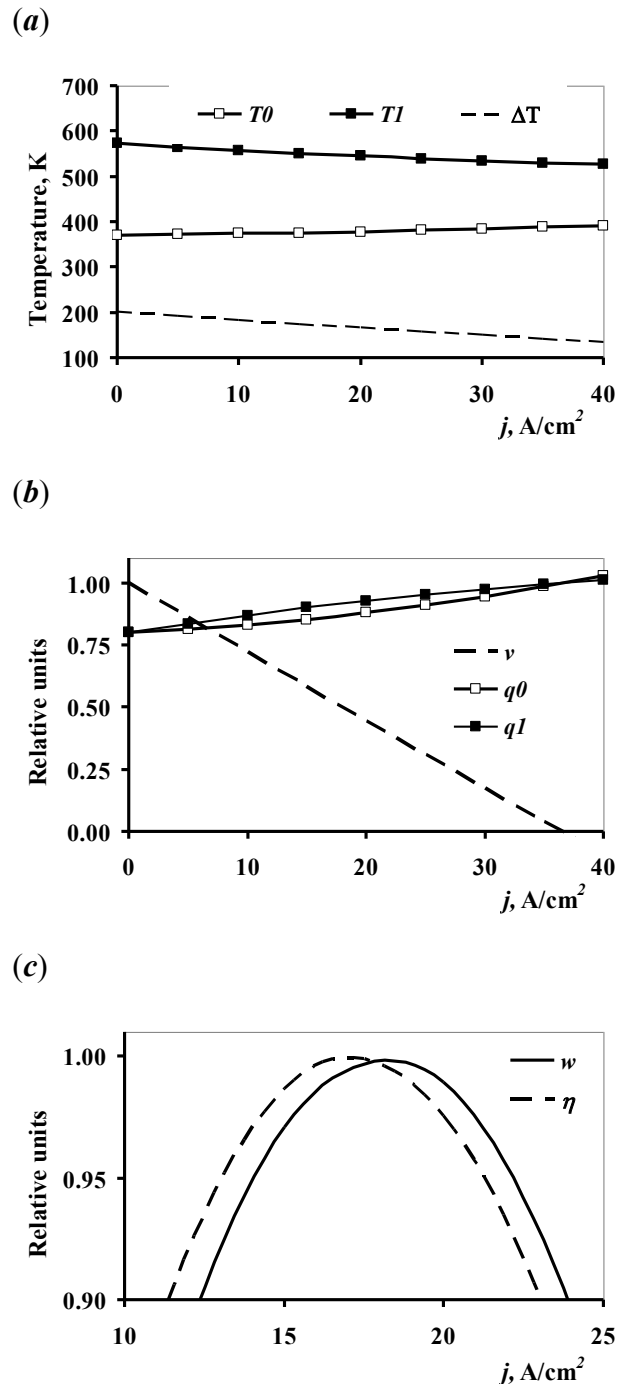 (a)
T0 T1 ΔT
700
600
500
400
300
200
100
Temperature, K
0 10 20 30 40
j, A/cm²
(b)
1.00
0.75
0.50
0.25
0.00
Relative units
v
q0
q1
0 10 20 30 40
j, A/cm²
(c)
1.00
0.95
0.90
Relative units
w
η
10 15 20 25
j, A/cm²